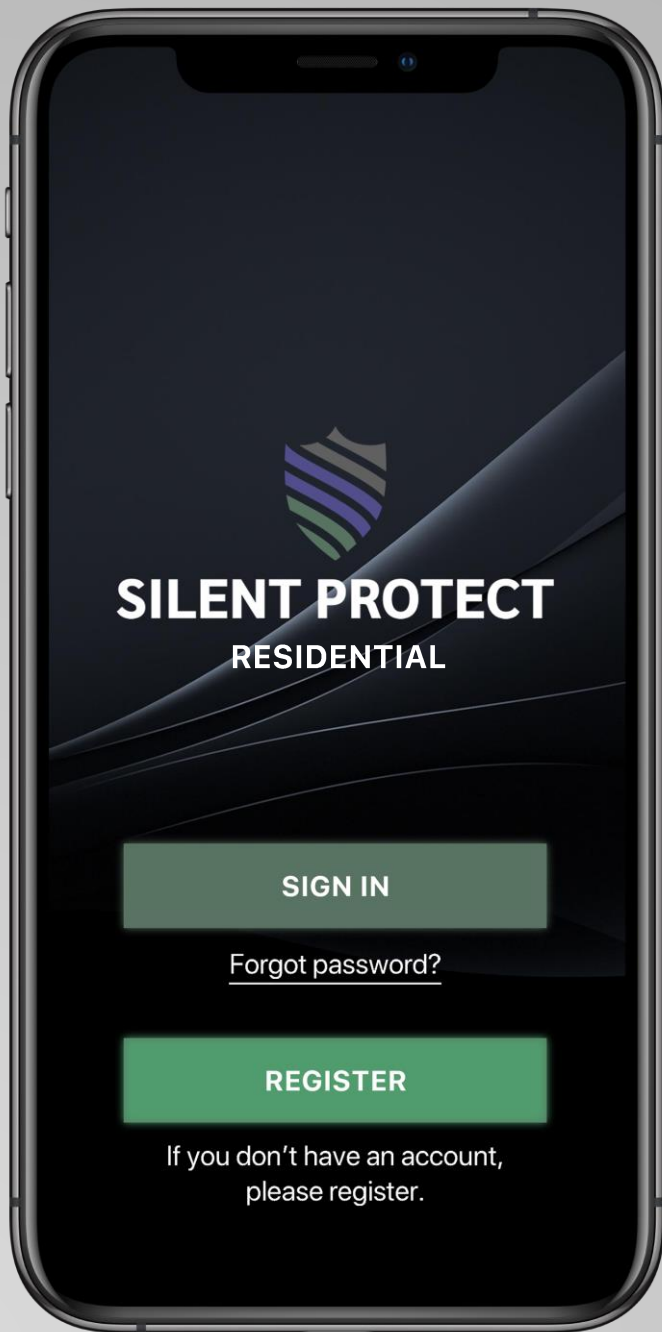 SILENT PROTECT
RESIDENTIAL
SIGN IN
Forgot password?
REGISTER
If you don't have an account,
please register.